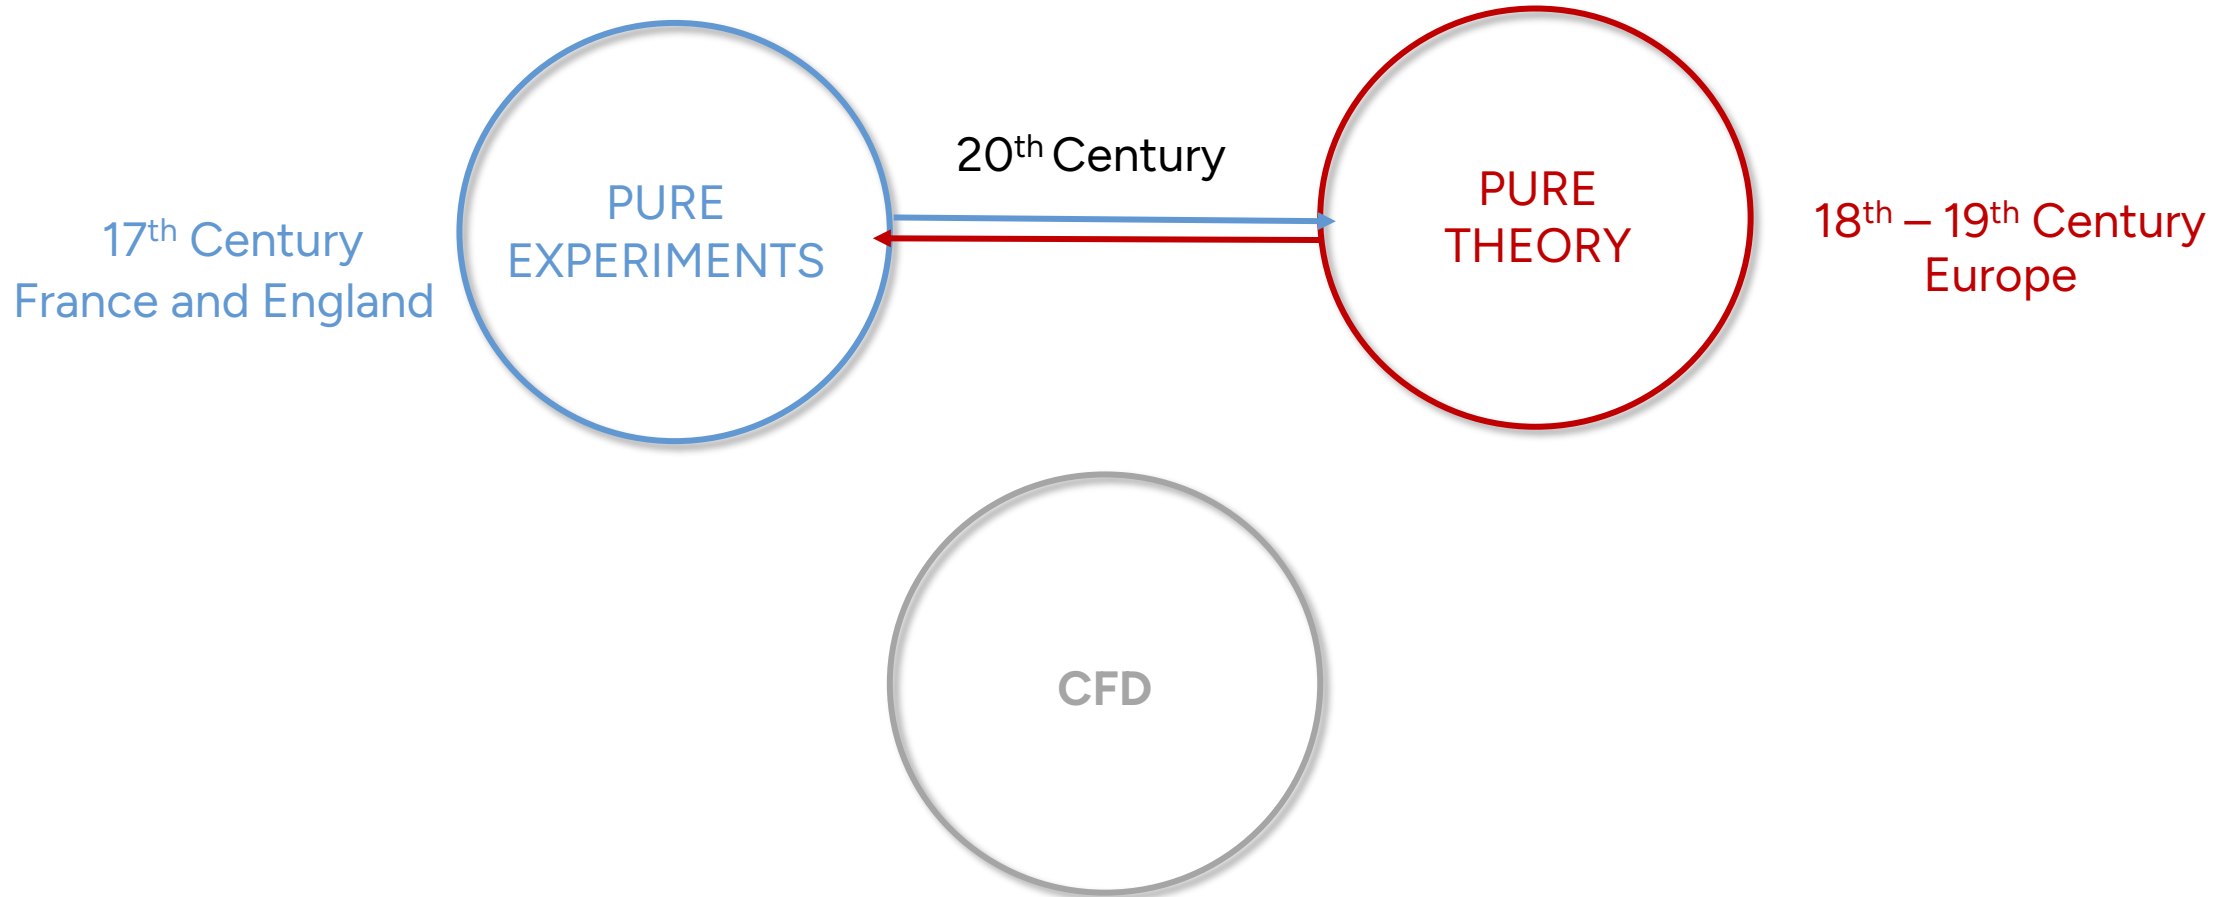 17th Century
France and England
PURE
EXPERIMENTS
20th Century
PURE
THEORY
18th – 19th Century
Europe
CFD